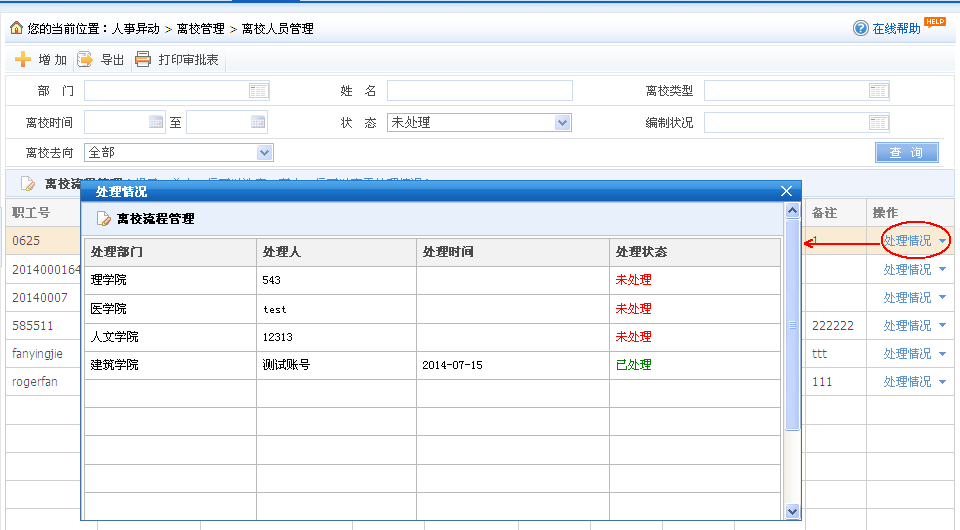 您的当前位置：人事异动 > 离校管理 > 离校人员管理
在线帮助 HELP
增 加 导出 打印审批表
部 门 姓 名 离校类型
离校时间 至 状 态 未处理 编制状况
离校去向 全部 查 询
离校流程管理
职工号 备注 操作
0625 1 处理情况
2014000164 处理情况
20140007 处理情况
585511 222222 处理情况
fanyingjie ttt 处理情况
rogerfan 111 处理情况
处理情况
离校流程管理
处理部门 处理人 处理时间 处理状态
理学院 543 未处理
医学院 test 未处理
人文学院 12313 未处理
建筑学院 测试账号 2014-07-15 已处理